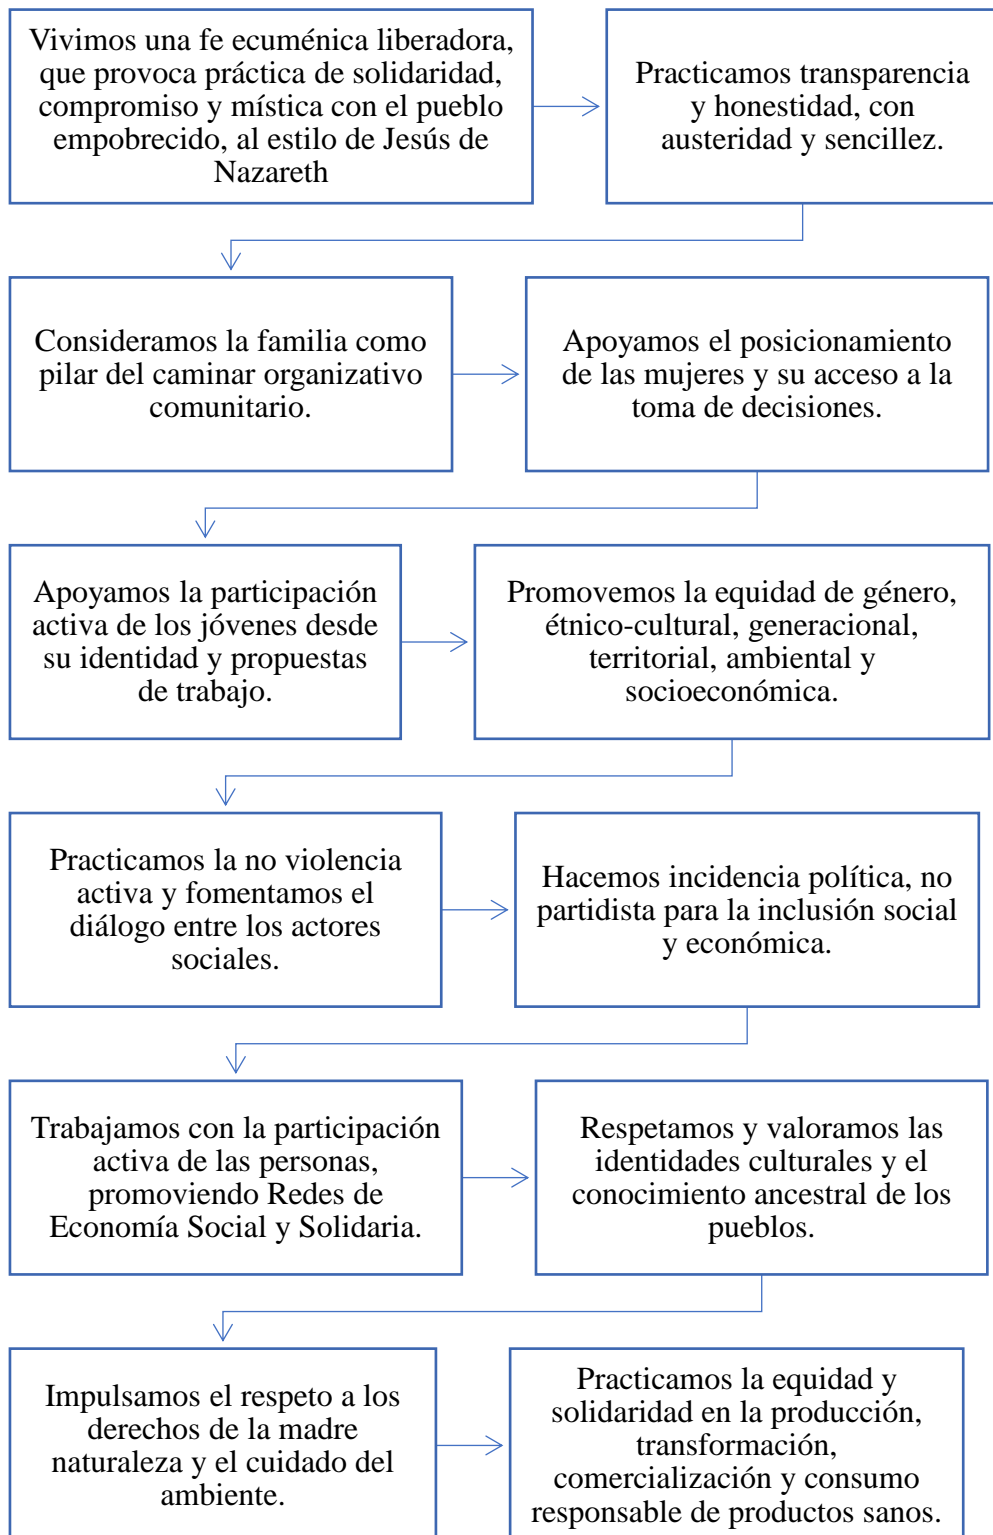 Vivimos una fe ecuménica liberadora,
que provoca práctica de solidaridad,
compromiso y mística con el pueblo
empobrecido, al estilo de Jesús de
Nazareth
Practicamos transparencia
y honestidad, con
austeridad y sencillez.
Consideramos la familia como
pilar del caminar organizativo
comunitario.
Apoyamos el posicionamiento
de las mujeres y su acceso a la
toma de decisiones.
Apoyamos la participación
activa de los jóvenes desde
su identidad y propuestas
de trabajo.
Promovemos la equidad de género,
étnico-cultural, generacional,
territorial, ambiental y
socioeconómica.
Practicamos la no violencia
activa y fomentamos el
diálogo entre los actores
sociales.
Hacemos incidencia política, no
partidista para la inclusión social
y económica.
Trabajamos con la participación
activa de las personas,
promoviendo Redes de
Economía Social y Solidaria.
Respetamos y valoramos las
identidades culturales y el
conocimiento ancestral de los
pueblos.
Impulsamos el respeto a los
derechos de la madre
naturaleza y el cuidado del
ambiente.
Practicamos la equidad y
solidaridad en la producción,
transformación,
comercialización y consumo
responsable de productos sanos.